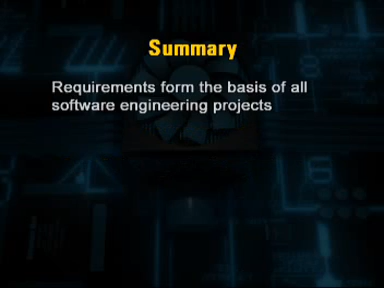 Summary
Requirements form the basis of all
software engineering projects